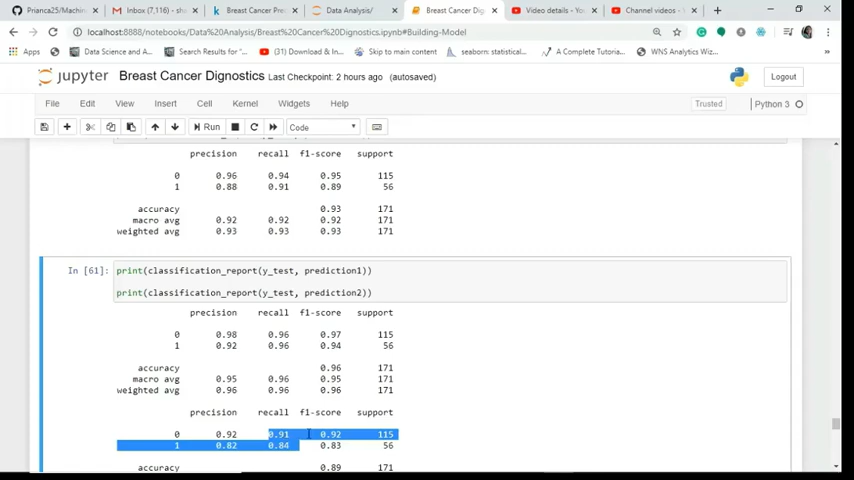 Prianca25/Machin
Inbox (7,116) - sha
Breast Cancer Prec
Data Analysis/
Breast Cancer Dign
Video details - You
Channel videos - Y
localhost:8888/notebooks/Data%20Analysis/Breast%20Cancer%20Dignostics.ipynb#Building-Model
Apps
Data Science and A...
Search Results for "...
(31) Download & In...
Skip to main content
seaborn: statistical...
A Complete Tutoria...
WNS Analytics Wiz...
jupyter Breast Cancer Dignostics Last Checkpoint: 2 hours ago (autosaved)
Logout
File Edit View Insert Cell Kernel Widgets Help
Trusted
Python 3
Run
Code
precision recall f1-score support
0 0.96 0.94 0.95 115
1 0.88 0.91 0.89 56
accuracy 0.93 171
macro avg 0.92 0.92 0.92 171
weighted avg 0.93 0.93 0.93 171
In [61]: print(classification_report(y_test, prediction1))
print(classification_report(y_test, prediction2))
precision recall f1-score support
0 0.98 0.96 0.97 115
1 0.92 0.96 0.94 56
accuracy 0.96 171
macro avg 0.95 0.96 0.95 171
weighted avg 0.96 0.96 0.96 171
precision recall f1-score support
0 0.92 0.91 0.92 115
1 0.82 0.84 0.83 56
accuracy 0.89 171